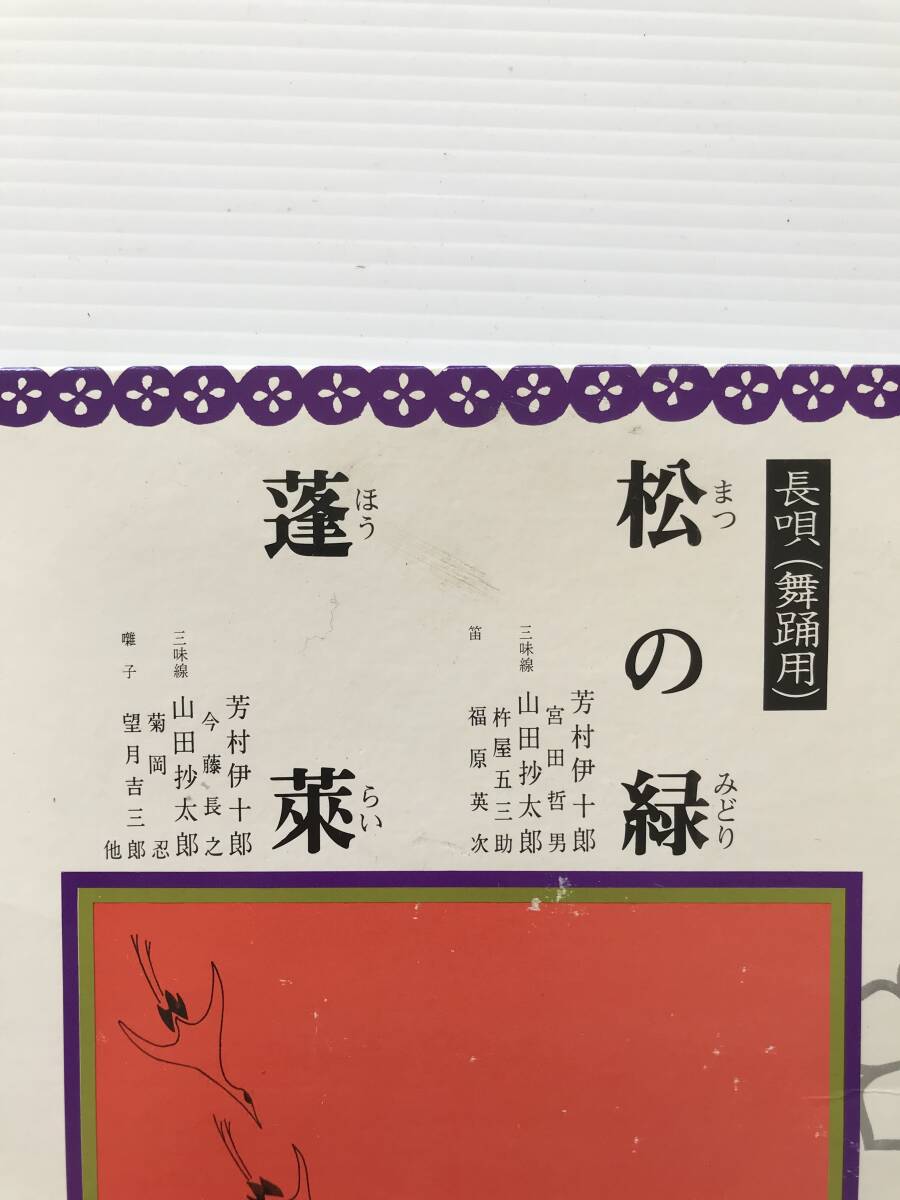 長唄(舞踊用)
松の緑
まつ
みどり
芳村伊十郎
宮田哲男
三味線 山田抄太郎
杵屋五三助
笛 福原英次
蓬萊
ほう
らい
芳村伊十郎
今藤長之
三味線 山田抄太郎
菊岡忍
囃子 望月吉三郎
他